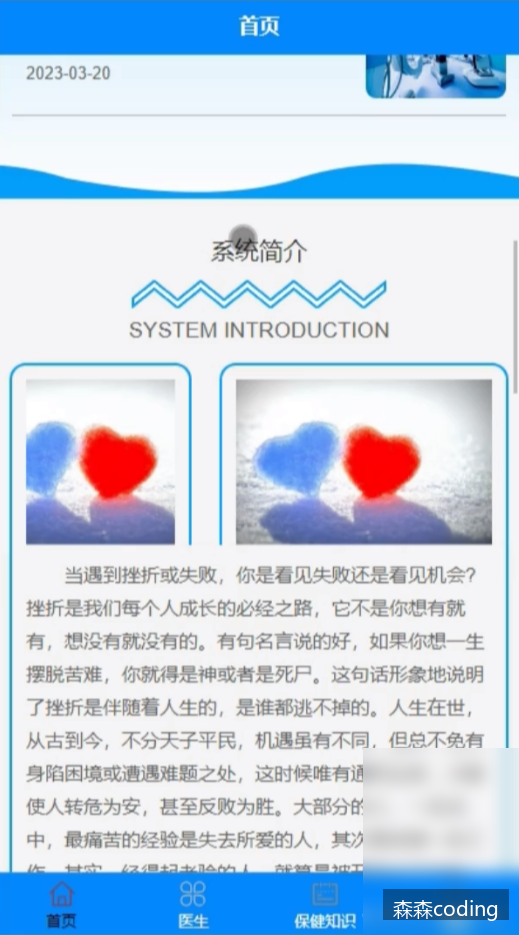 首页
2023-03-20
系统简介
SYSTEM INTRODUCTION
当遇到挫折或失败，你是看见失败还是看见机会？
挫折是我们每个人成长的必经之路，它不是你想有就
有，想没有就没有的。有句名言说的好，如果你想一生
摆脱苦难，你就得是神或者是死尸。这句话形象地说明
了挫折是伴随着人生的，是谁都逃不掉的。人生在世，
从古到今，不分天子平民，机遇虽有不同，但总不免有
身陷困境或遭遇难题之处，这时候唯有通
使人转危为安，甚至反败为胜。大部分的
中，最痛苦的经验是失去所爱的人，其次
首页
医生
保健知识
森森coding